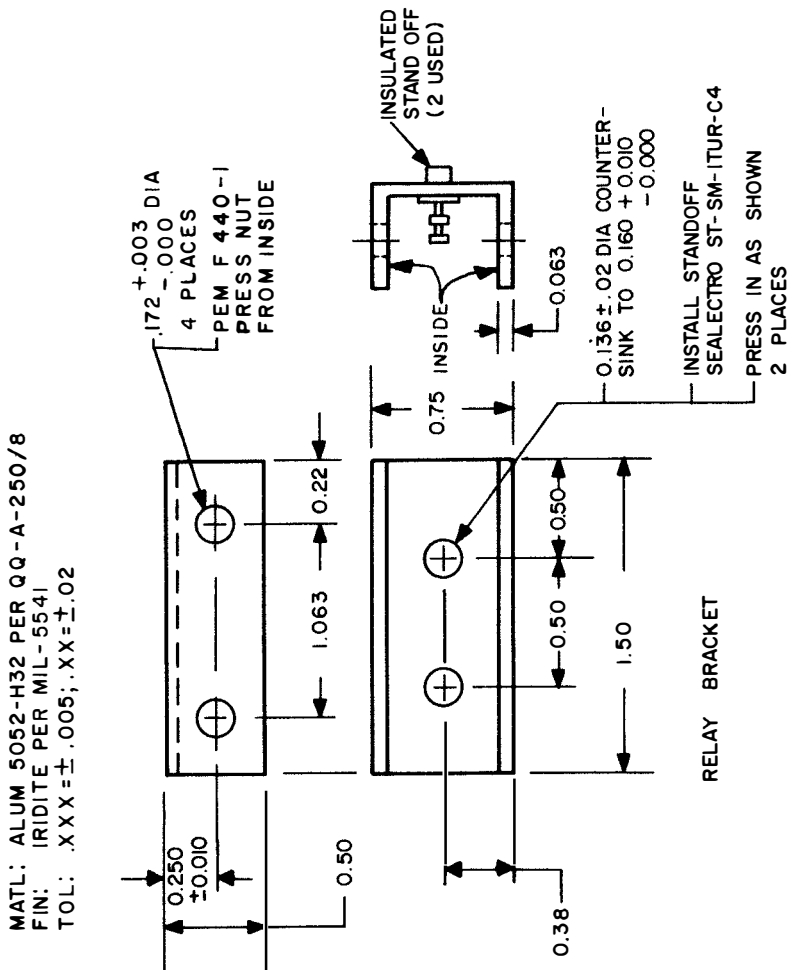 MATL: ALUM 5052-H32 PER QQ-A-250/8
FIN: IRIDITE PER MIL-5541
TOL: .XXX=±.005; .XX=±.02
.172 +.003 DIA
-.000
4 PLACES
PEM F 440-1
PRESS NUT
FROM INSIDE
INSULATED
STAND OFF
(2 USED)
0.250
±0.010
0.50
1.063
0.22
0.75
INSIDE
0.063
0.38
0.50
0.50
1.50
0.136±.02 DIA COUNTER-
SINK TO 0.160 +0.010
-0.000
INSTALL STANDOFF
SEALECTRO ST-SM-ITUR-C4
PRESS IN AS SHOWN
2 PLACES
RELAY BRACKET